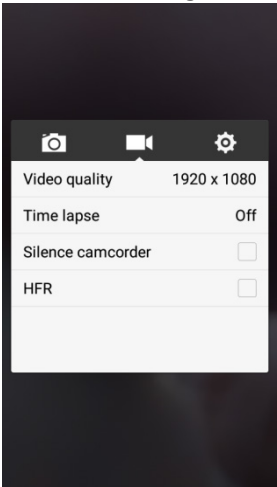 Video quality 1920 x 1080
Time lapse Off
Silence camcorder
HFR